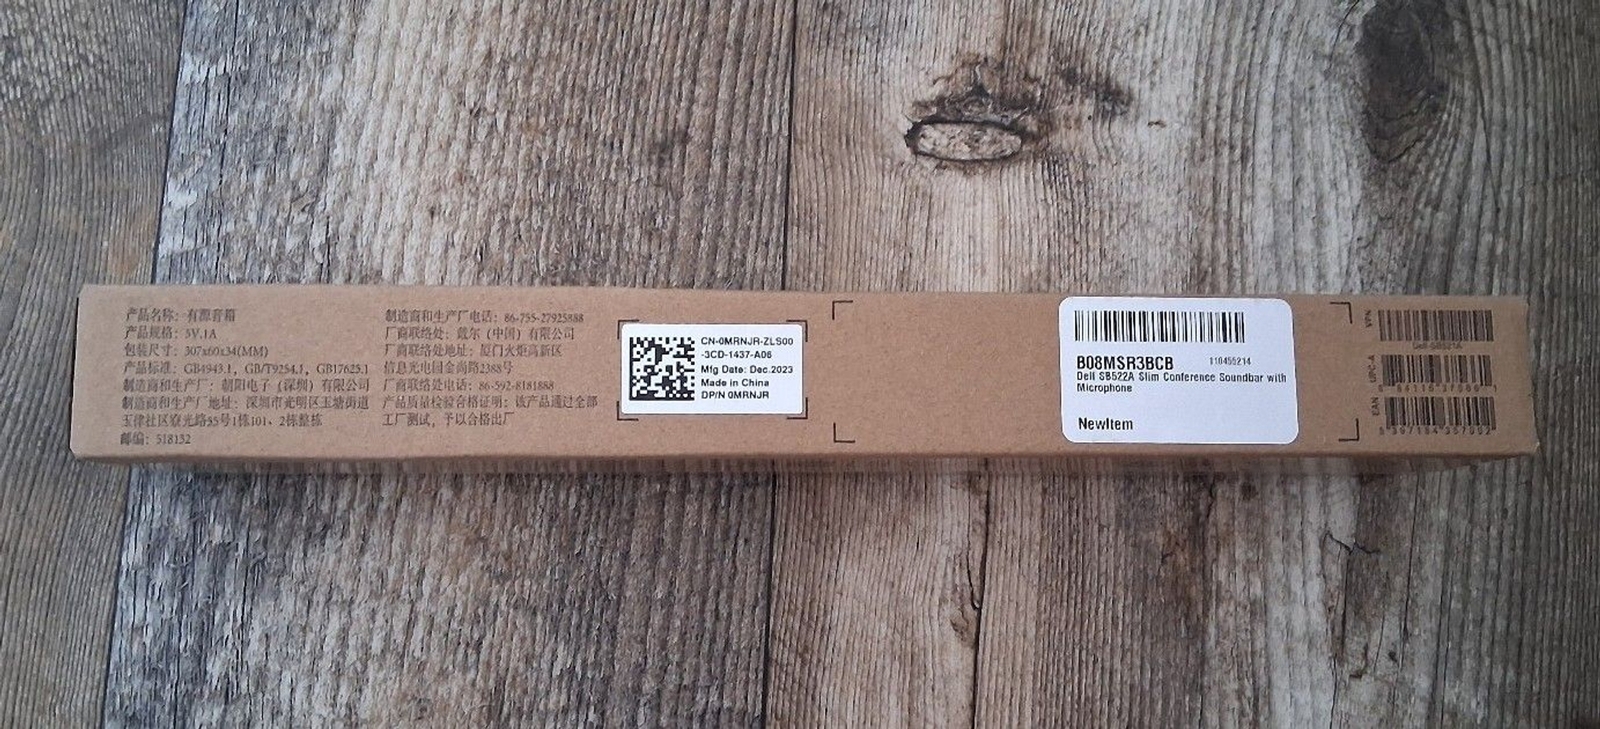 产品名称：有源音箱
产品规格：5V,1A
包装尺寸：307x60x34(MM)
产品标准：GB4943.1，GB/T9254.1，GB17625.1
制造商和生产厂：朝阳电子（深圳）有限公司
制造商和生产厂地址：深圳市光明区玉塘街道
玉律社区寮光路55号1栋101、2栋整栋
邮编：518132
制造商和生产厂电话：86-755-27925888
厂商联络处：戴尔（中国）有限公司
厂商联络处地址：厦门火炬高新区
信息光电园金尚路2388号
厂商联络处电话：86-592-8181888
产品质量检验合格证明：该产品通过全部
工厂测试，予以合格出厂
CN-0MRNJR-ZLS00
-3CD-1437-A06
Mfg Date: Dec.2023
Made in China
DP/N 0MRNJR
B08MSR3BCB
110455214
Dell SB522A Slim Conference Soundbar with
Microphone
NewItem
VPN
UPC-A
EAN